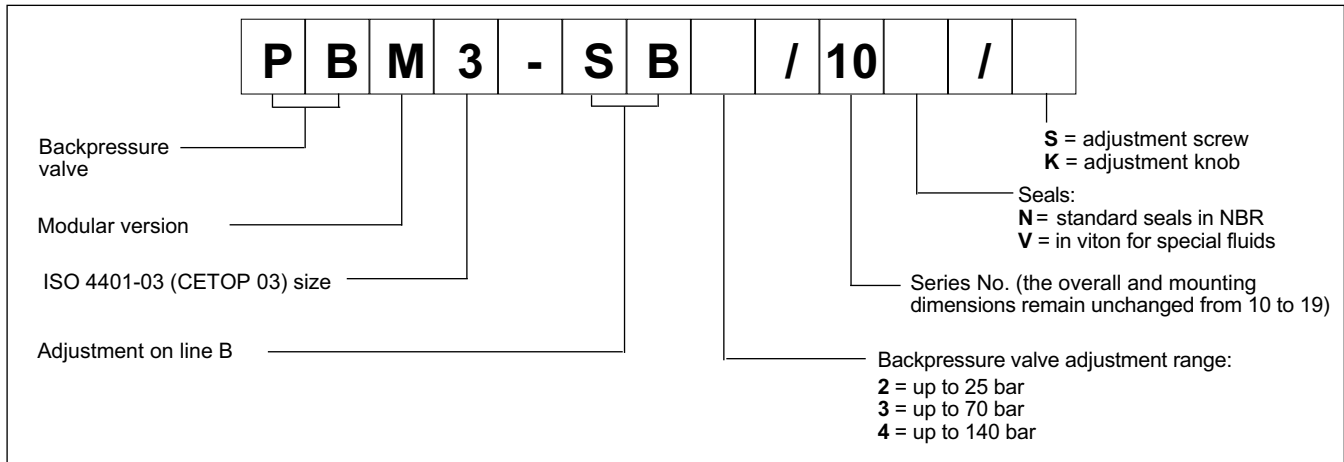 P B M 3 - S B / 10 /
Backpressure
valve
Modular version
ISO 4401-03 (CETOP 03) size
Adjustment on line B
S = adjustment screw
K = adjustment knob
Seals:
N = standard seals in NBR
V = in viton for special fluids
Series No. (the overall and mounting
dimensions remain unchanged from 10 to 19)
Backpressure valve adjustment range:
2 = up to 25 bar
3 = up to 70 bar
4 = up to 140 bar